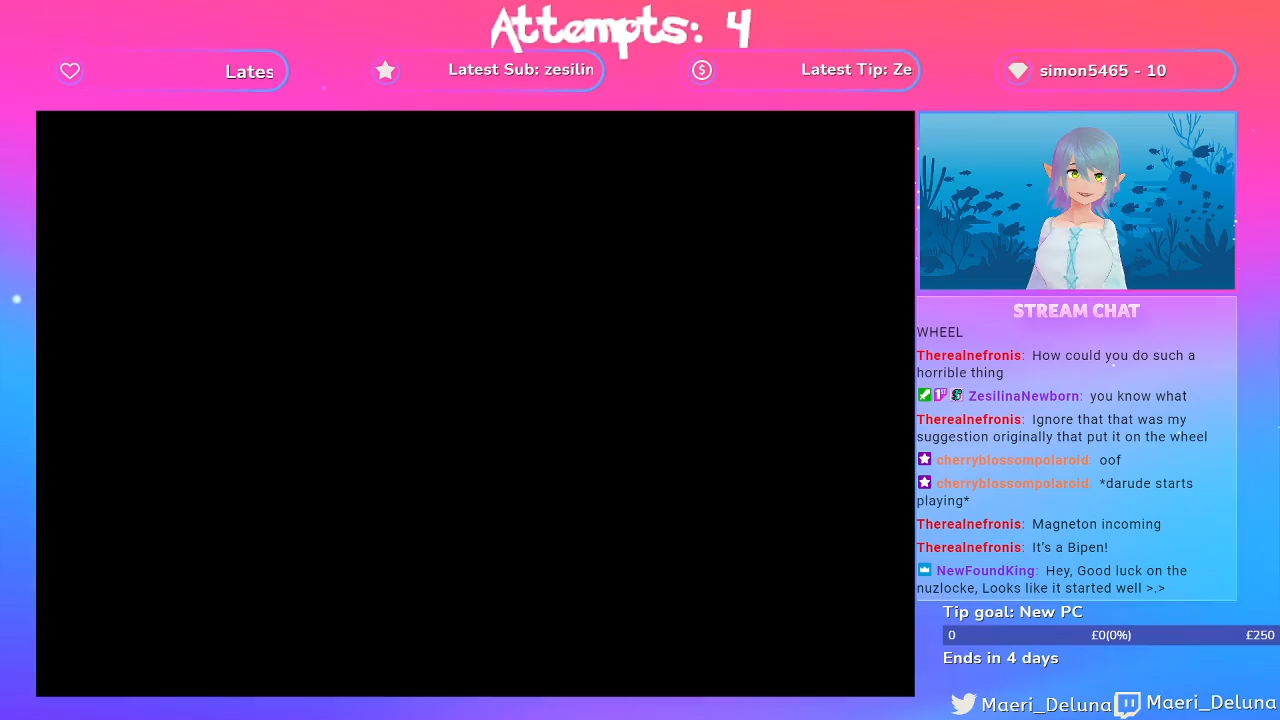 Attempts: 4
Lates
Latest Sub: zesilin
Latest Tip: Ze
simon5465 - 10
STREAM CHAT
WHEEL
Therealnefronis: How could you do such a
horrible thing
ZesilinaNewborn: you know what
Therealnefronis: Ignore that that was my
suggestion originally that put it on the wheel
cherryblossompolaroid: oof
cherryblossompolaroid: *darude starts
playing*
Therealnefronis: Magneton incoming
Therealnefronis: It’s a Bipen!
NewFoundKing: Hey, Good luck on the
nuzlocke, Looks like it started well >.>
Tip goal: New PC
0 £0(0%) £250
Ends in 4 days
Maeri_Deluna Maeri_Deluna